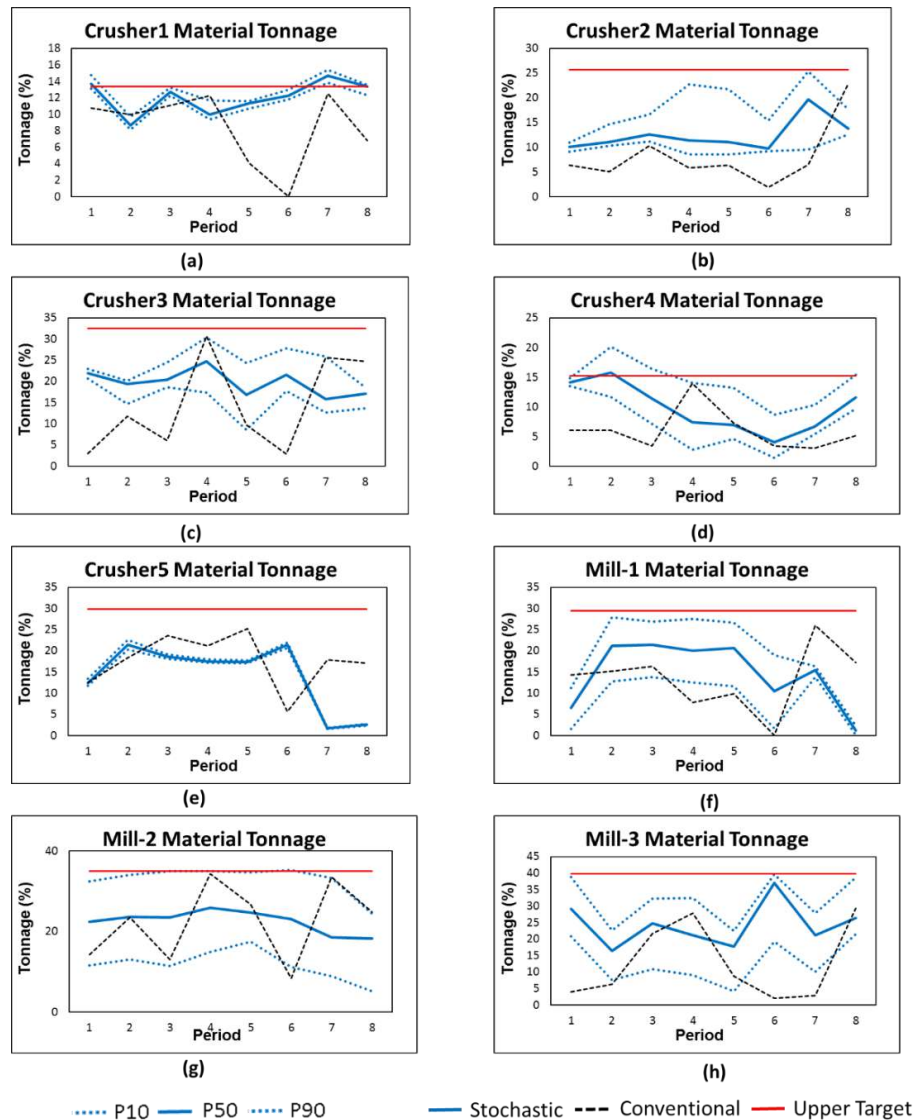 Crusher1 Material Tonnage
Tonnage (%)
18
16
14
12
10
8
6
4
2
0
1 2 3 4 5 6 7 8
Period
(a)
Crusher2 Material Tonnage
Tonnage (%)
30
25
20
15
10
5
0
1 2 3 4 5 6 7 8
Period
(b)
Crusher3 Material Tonnage
Tonnage (%)
35
30
25
20
15
10
5
0
1 2 3 4 5 6 7 8
Period
(c)
Crusher4 Material Tonnage
Tonnage (%)
25
20
15
10
5
0
1 2 3 4 5 6 7 8
Period
(d)
Crusher5 Material Tonnage
Tonnage (%)
35
30
25
20
15
10
5
0
1 2 3 4 5 6 7 8
Period
(e)
Mill-1 Material Tonnage
Tonnage (%)
35
30
25
20
15
10
5
0
1 2 3 4 5 6 7 8
Period
(f)
Mill-2 Material Tonnage
Tonnage (%)
40
20
0
1 2 3 4 5 6 7 8
Period
(g)
Mill-3 Material Tonnage
Tonnage (%)
45
40
35
30
25
20
15
10
5
0
1 2 3 4 5 6 7 8
Period
(h)
P10 P50 P90 Stochastic Conventional Upper Target